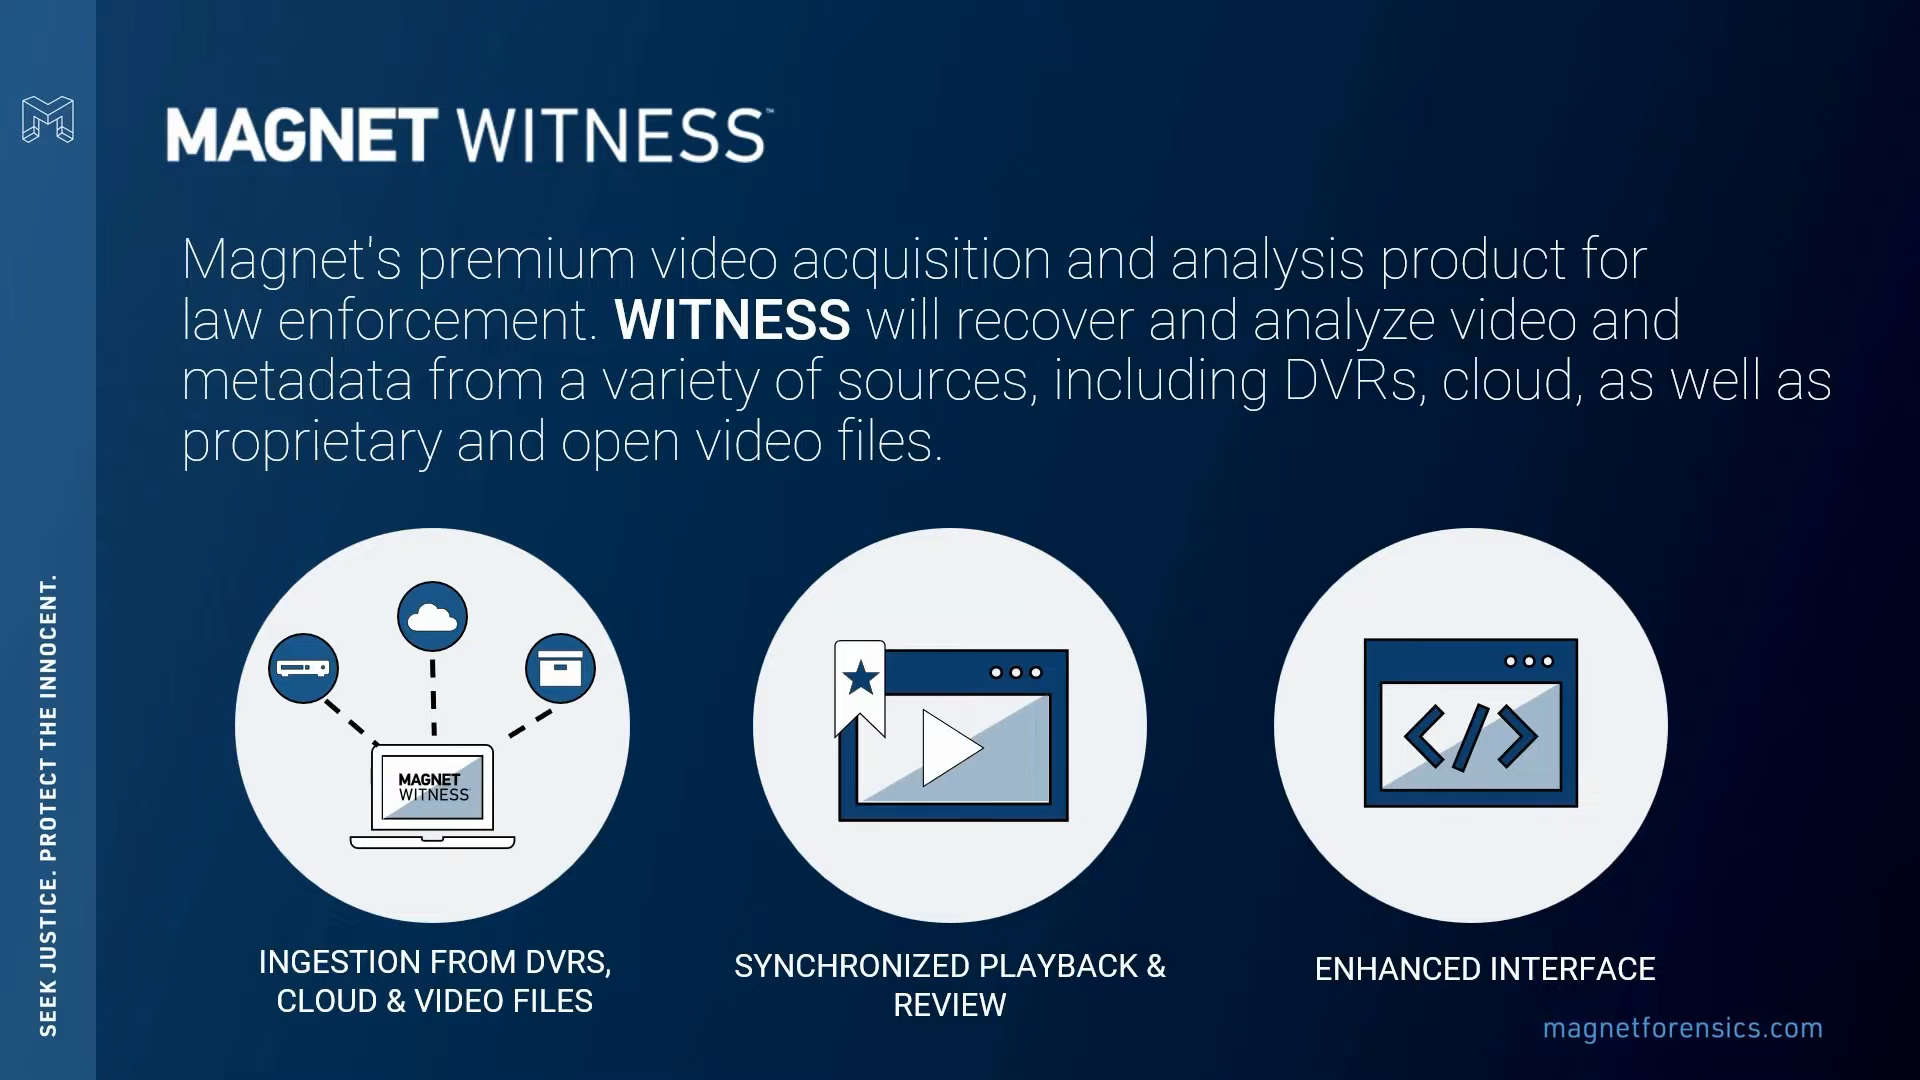 MAGNET WITNESS™
Magnet's premium video acquisition and analysis product for
law enforcement. WITNESS will recover and analyze video and
metadata from a variety of sources, including DVRs, cloud, as well as
proprietary and open video files.
MAGNET
WITNESS
INGESTION FROM DVRS,
CLOUD & VIDEO FILES
SYNCHRONIZED PLAYBACK &
REVIEW
ENHANCED INTERFACE
magnetforensics.com
SEEK JUSTICE. PROTECT THE INNOCENT.